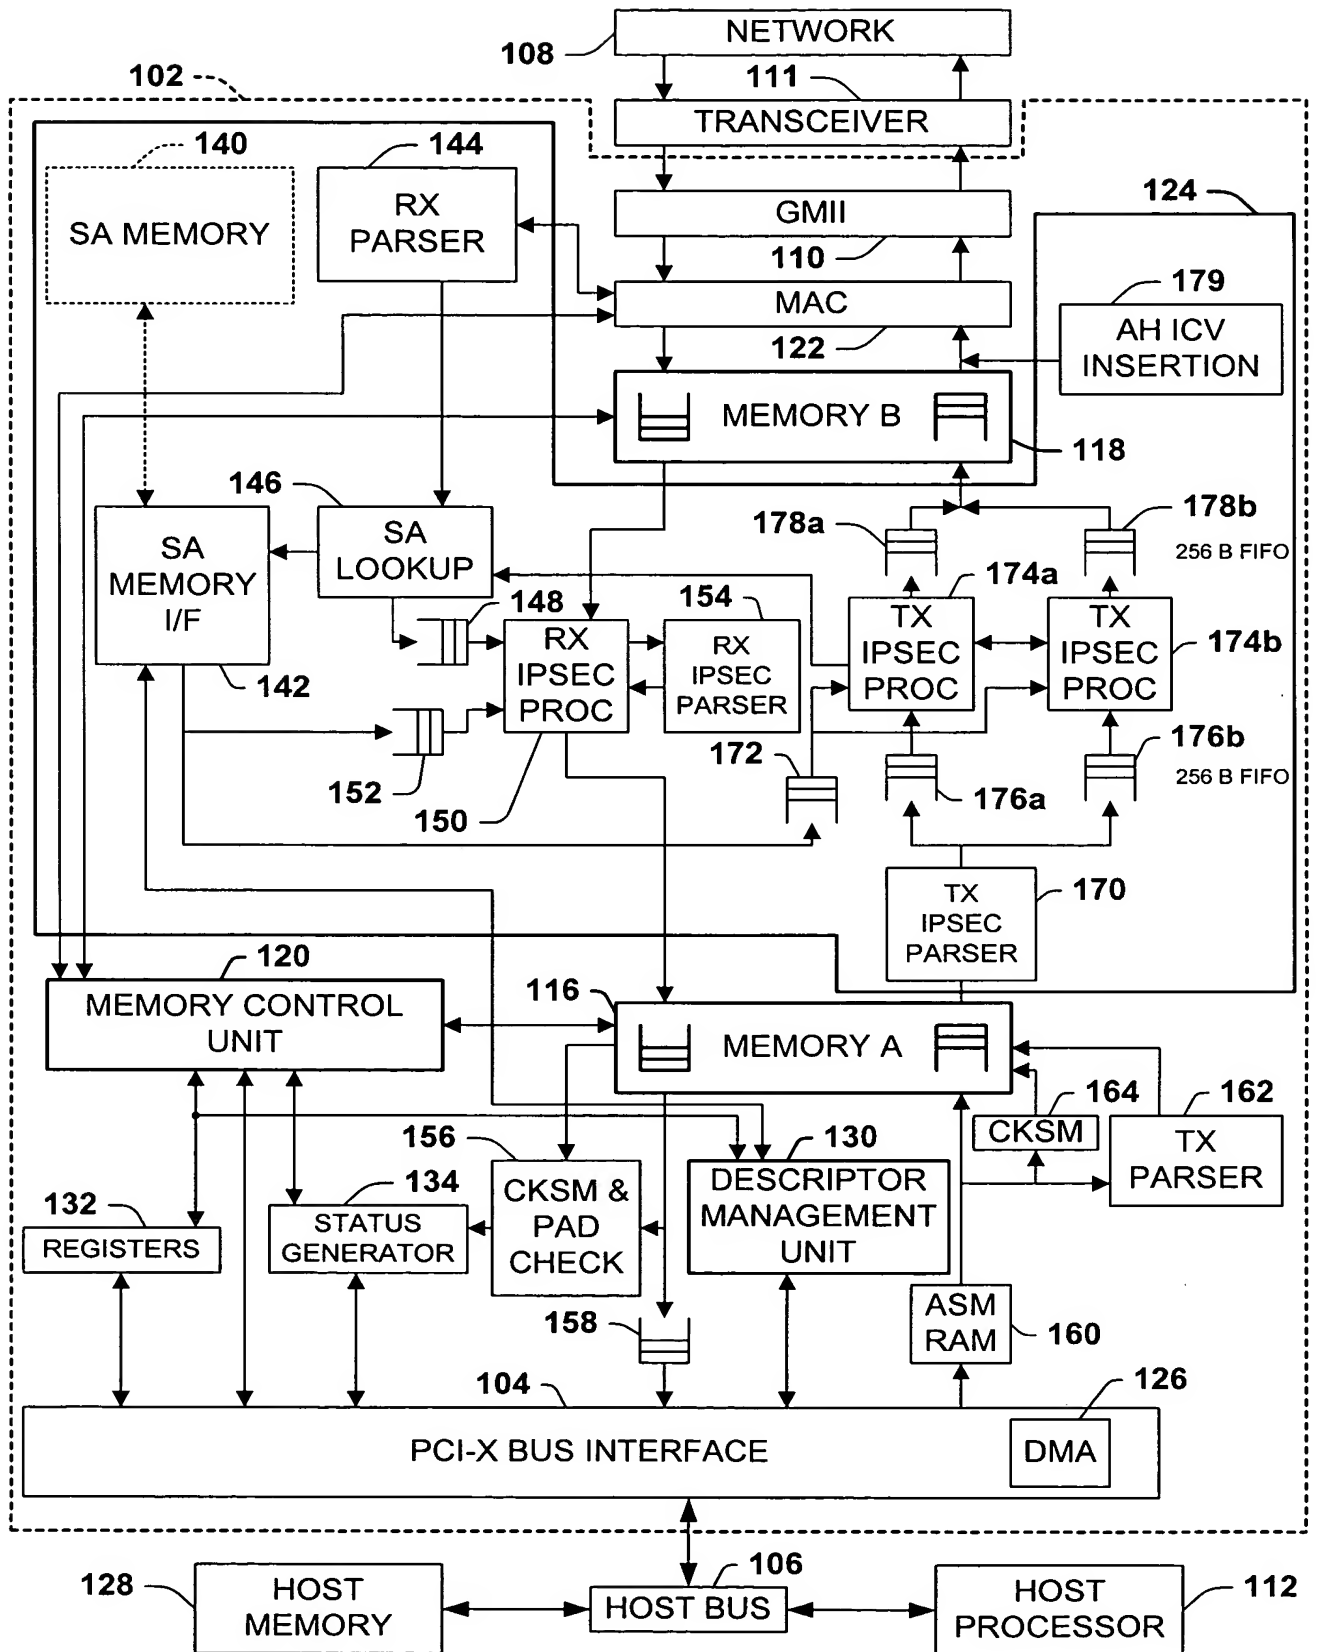 NETWORK
108
111
102
TRANSCEIVER
140
144
124
SA MEMORY
RX
PARSER
GMII
110
179
MAC
AH ICV
INSERTION
122
MEMORY B
118
146
178a
178b
256 B FIFO
SA
MEMORY
I/F
SA
LOOKUP
174a
148
154
RX
IPSEC
PROC
RX
IPSEC
PARSER
TX
IPSEC
PROC
TX
IPSEC
PROC
174b
142
172
176b
152
256 B FIFO
150
176a
TX
IPSEC
PARSER
170
120
116
MEMORY CONTROL
UNIT
MEMORY A
164
162
156
130
CKSM
TX
PARSER
132
134
CKSM &
PAD
CHECK
DESCRIPTOR
MANAGEMENT
UNIT
REGISTERS
STATUS
GENERATOR
158
ASM
RAM
160
104
126
PCI-X BUS INTERFACE
DMA
106
128
HOST
MEMORY
HOST BUS
HOST
PROCESSOR
112